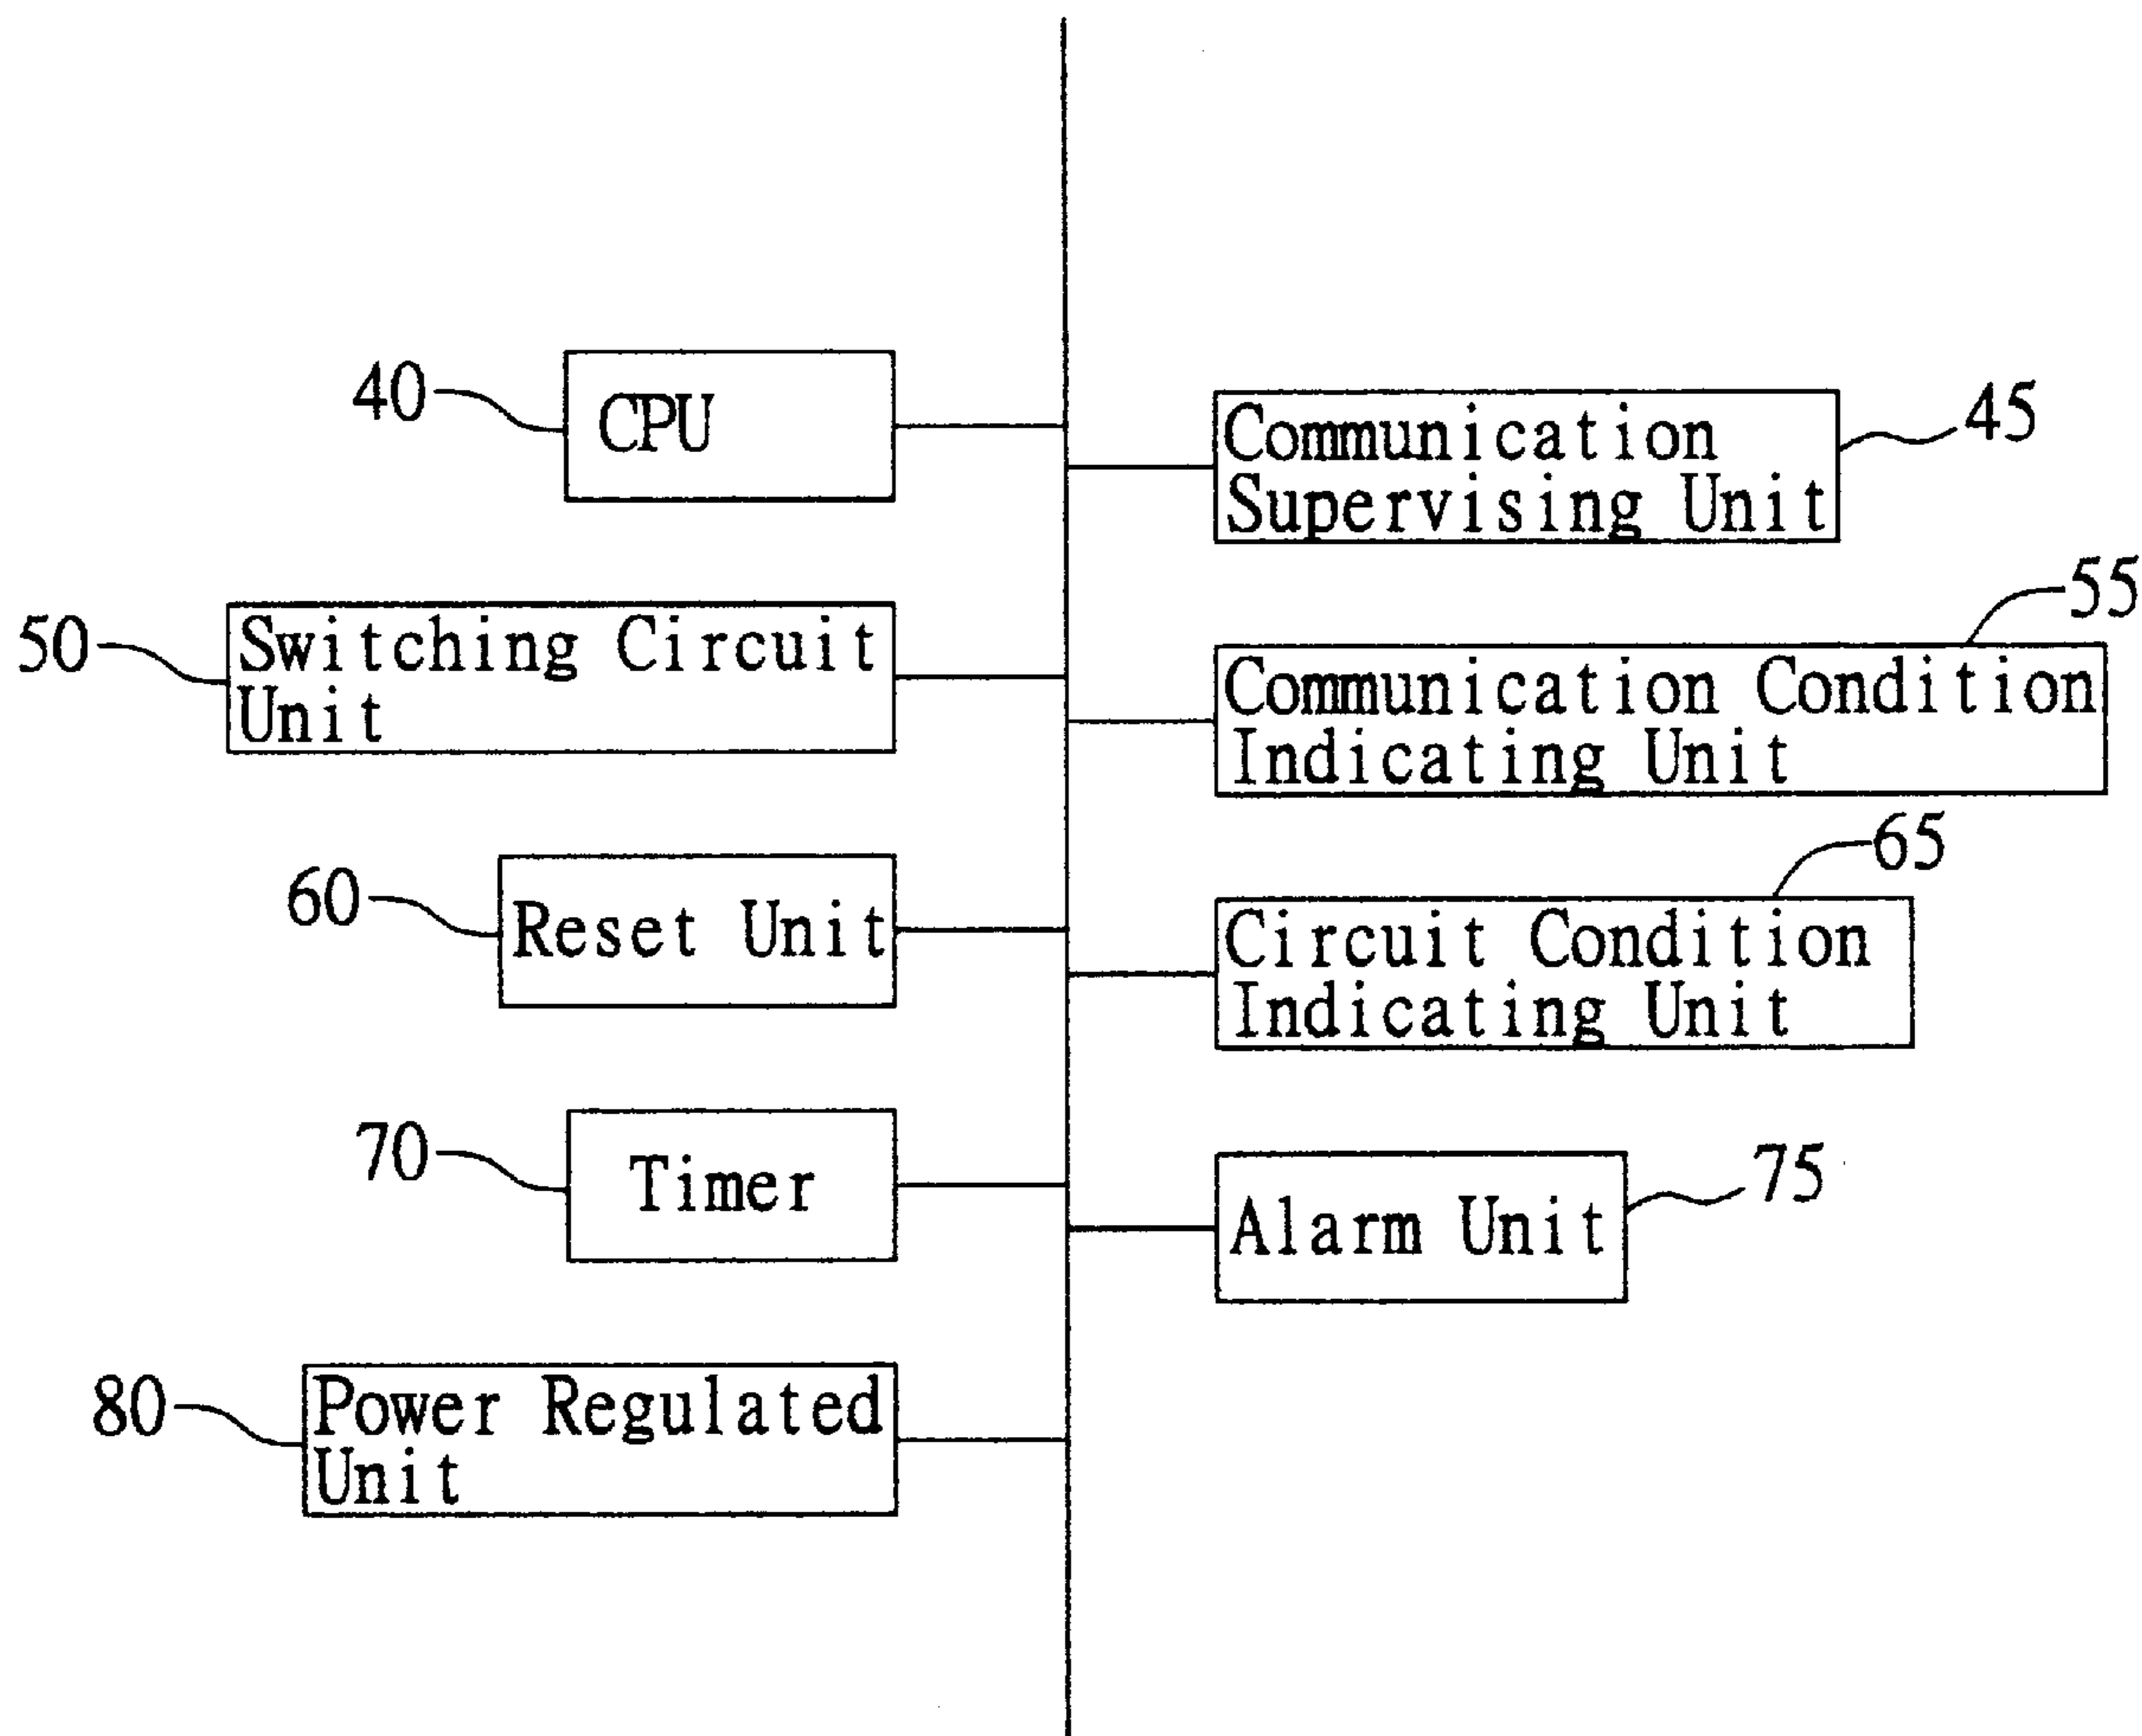 40
CPU
Communication
Supervising Unit
45
50
Switching Circuit
Unit
55
Communication Condition
Indicating Unit
60
Reset Unit
65
Circuit Condition
Indicating Unit
70
Timer
Alarm Unit
75
80
Power Regulated
Unit